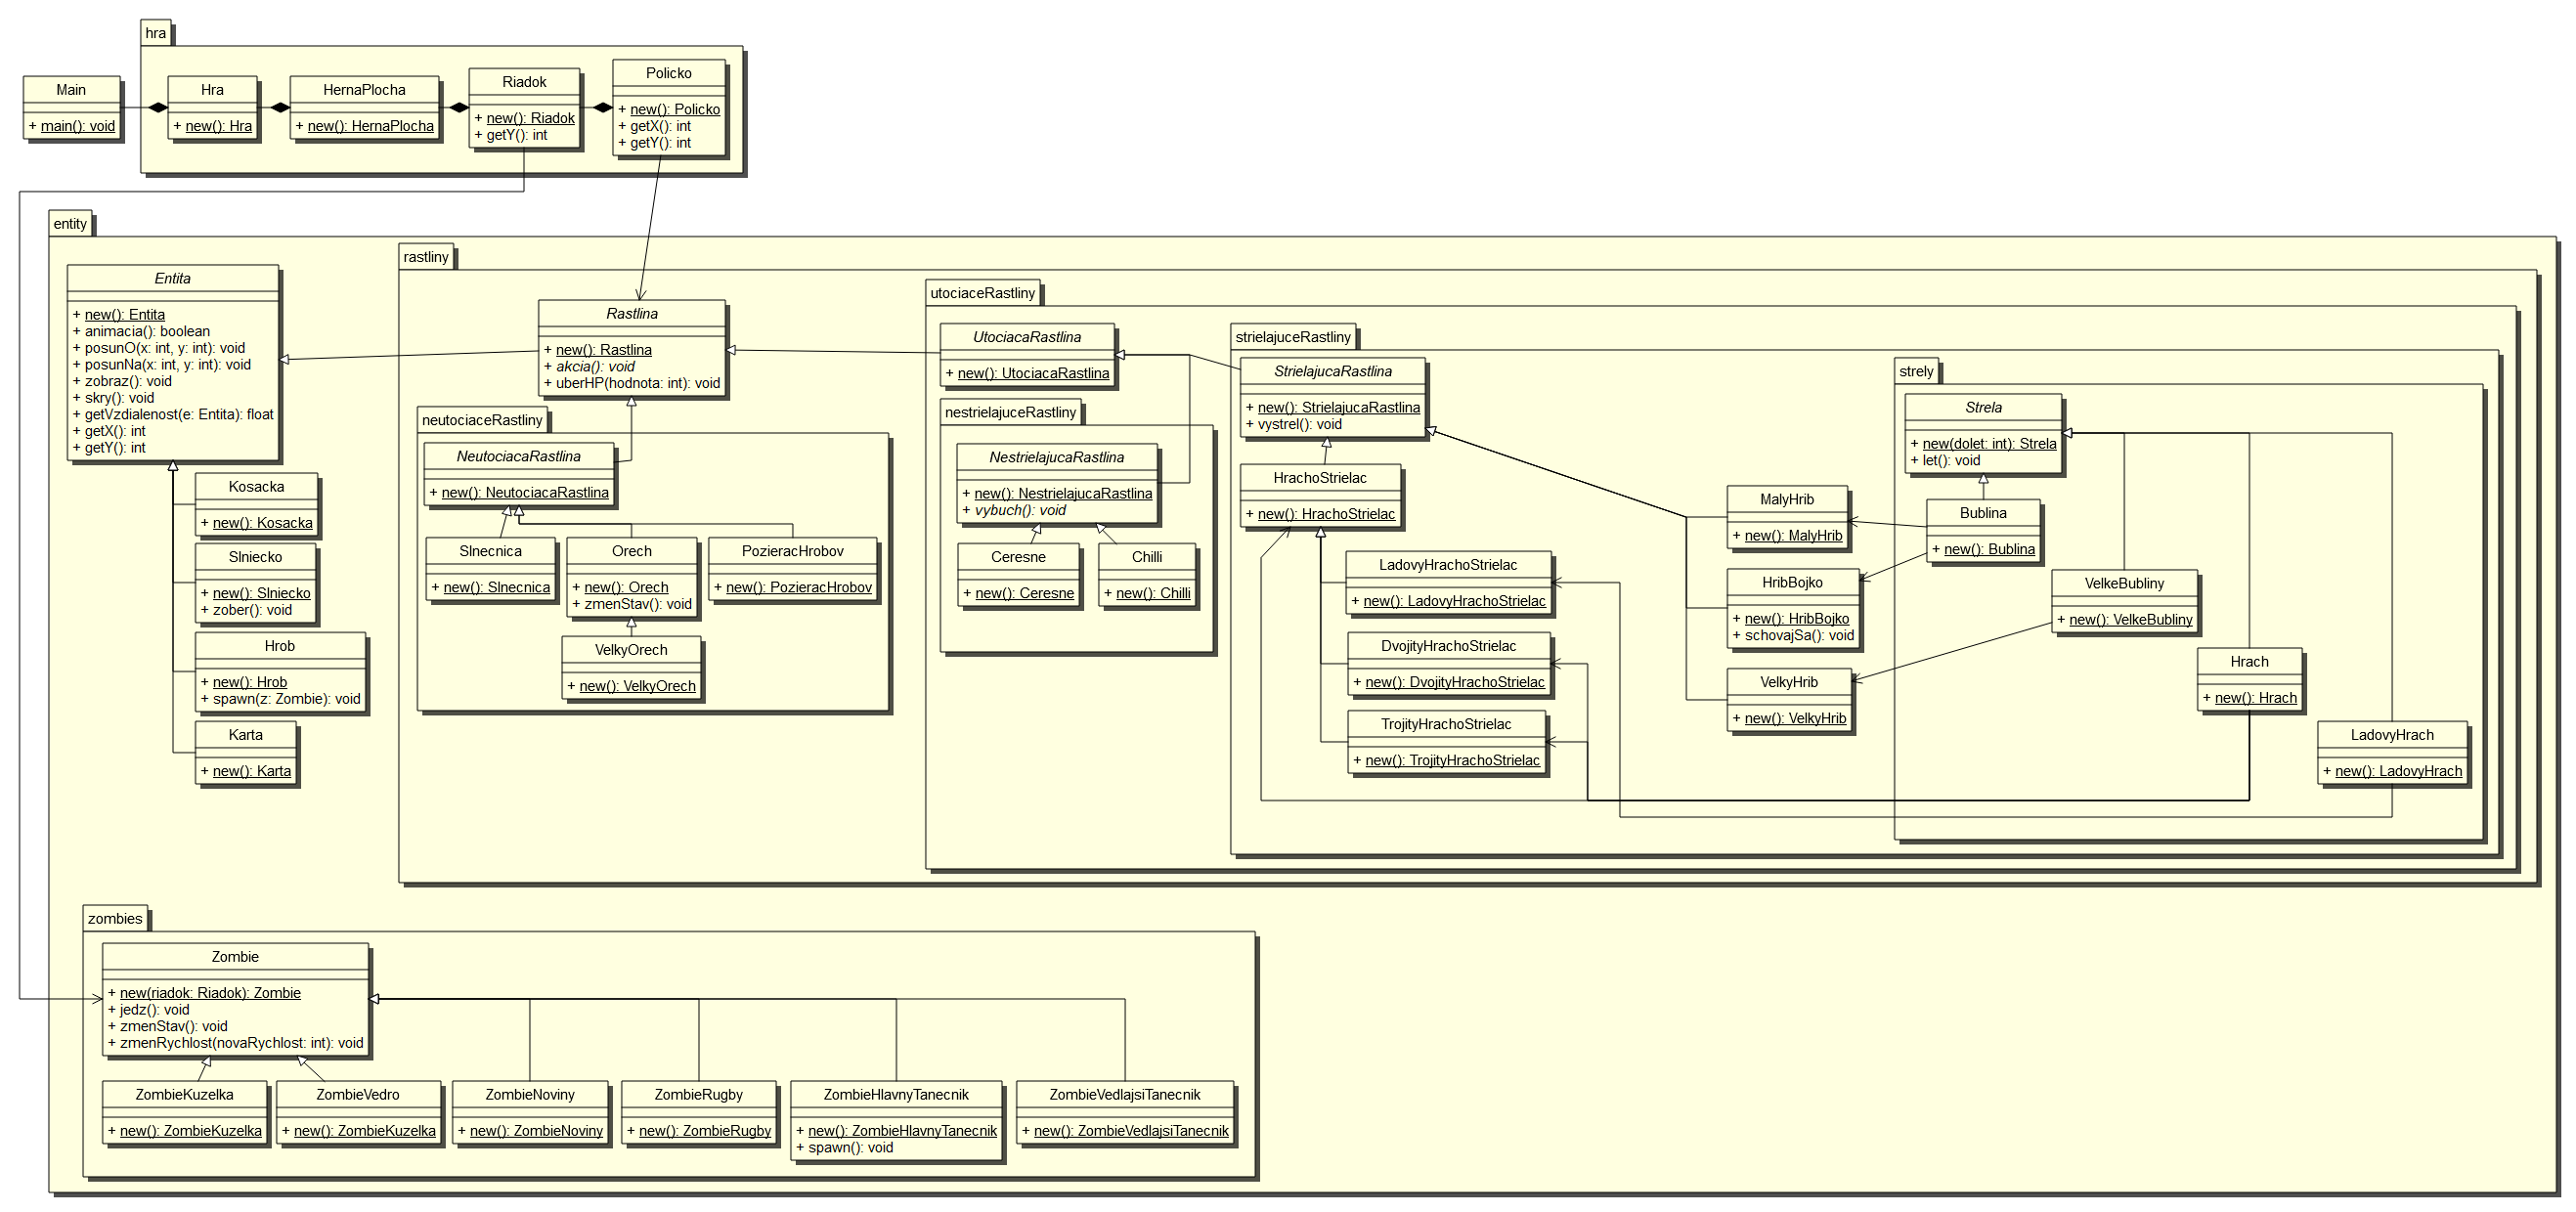 hra
Main
+ main(): void
Hra
+ new(): Hra
HernaPlocha
+ new(): HernaPlocha
Riadok
+ new(): Riadok
+ getY(): int
Policko
+ new(): Policko
+ getX(): int
+ getY(): int
entity
Entita
+ new(): Entita
+ animacia(): boolean
+ posunO(x: int, y: int): void
+ posunNa(x: int, y: int): void
+ zobraz(): void
+ skry(): void
+ getVzdialenost(e: Entita): float
+ getX(): int
+ getY(): int
Kosacka
+ new(): Kosacka
Slniecko
+ new(): Slniecko
+ zober(): void
Hrob
+ new(): Hrob
+ spawn(z: Zombie): void
Karta
+ new(): Karta
rastliny
Rastlina
+ new(): Rastlina
+ akcia(): void
+ uberHP(hodnota: int): void
neutociaceRastliny
NeutociacaRastlina
+ new(): NeutociacaRastlina
Slnecnica
+ new(): Slnecnica
Orech
+ new(): Orech
+ zmenStav(): void
PozieracHrobov
+ new(): PozieracHrobov
VelkyOrech
+ new(): VelkyOrech
utociaceRastliny
UtociacaRastlina
+ new(): UtociacaRastlina
nestrielajuceRastliny
NestrielajucaRastlina
+ new(): NestrielajucaRastlina
+ vybuch(): void
Ceresne
+ new(): Ceresne
Chilli
+ new(): Chilli
strielajuceRastliny
StrielajucaRastlina
+ new(): StrielajucaRastlina
+ vystrel(): void
HrachoStrielac
+ new(): HrachoStrielac
LadovyHrachoStrielac
+ new(): LadovyHrachoStrielac
DvojityHrachoStrielac
+ new(): DvojityHrachoStrielac
TrojityHrachoStrielac
+ new(): TrojityHrachoStrielac
MalyHrib
+ new(): MalyHrib
HribBojko
+ new(): HribBojko
+ schovajSa(): void
VelkyHrib
+ new(): VelkyHrib
strely
Strela
+ new(dolet: int): Strela
+ let(): void
Bublina
+ new(): Bublina
VelkeBubliny
+ new(): VelkeBubliny
Hrach
+ new(): Hrach
LadovyHrach
+ new(): LadovyHrach
zombies
Zombie
+ new(riadok: Riadok): Zombie
+ jedz(): void
+ zmenStav(): void
+ zmenRychlost(novaRychlost: int): void
ZombieKuzelka
+ new(): ZombieKuzelka
ZombieVedro
+ new(): ZombieKuzelka
ZombieNoviny
+ new(): ZombieNoviny
ZombieRugby
+ new(): ZombieRugby
ZombieHlavnyTanecnik
+ new(): ZombieHlavnyTanecnik
+ spawn(): void
ZombieVedlajsiTanecnik
+ new(): ZombieVedlajsiTanecnik